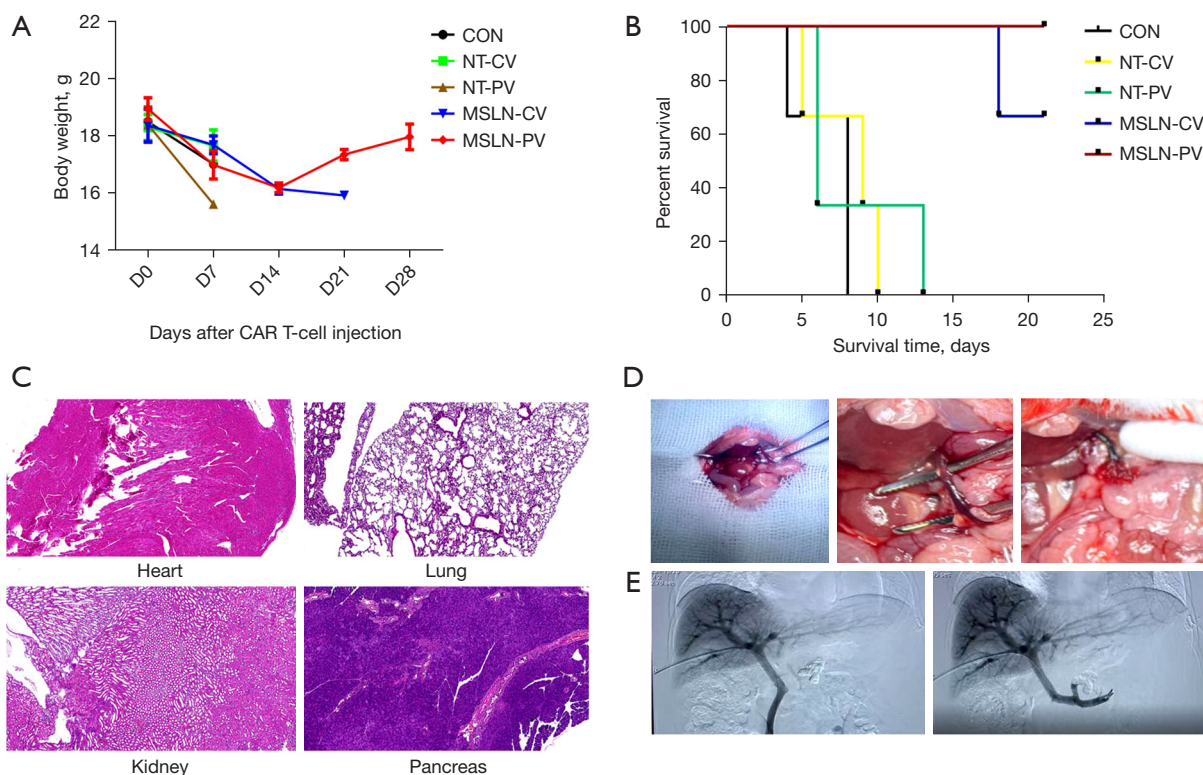 A
22
20
18
16
14
Body weight, g
D0
D7
D14
D21
D28
Days after CAR T-cell injection
CON
NT-CV
NT-PV
MSLN-CV
MSLN-PV
B
100
80
60
40
20
0
Percent survival
0
5
10
15
20
25
Survival time, days
CON
NT-CV
NT-PV
MSLN-CV
MSLN-PV
C
Heart
Lung
Kidney
Pancreas
D
E